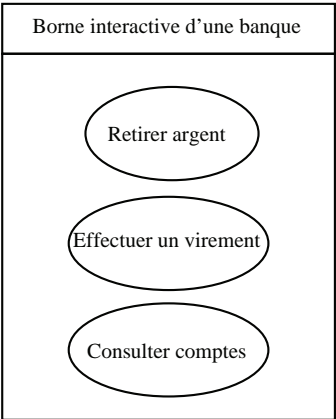 Borne interactive d’une banque
Retirer argent
Effectuer un virement
Consulter comptes